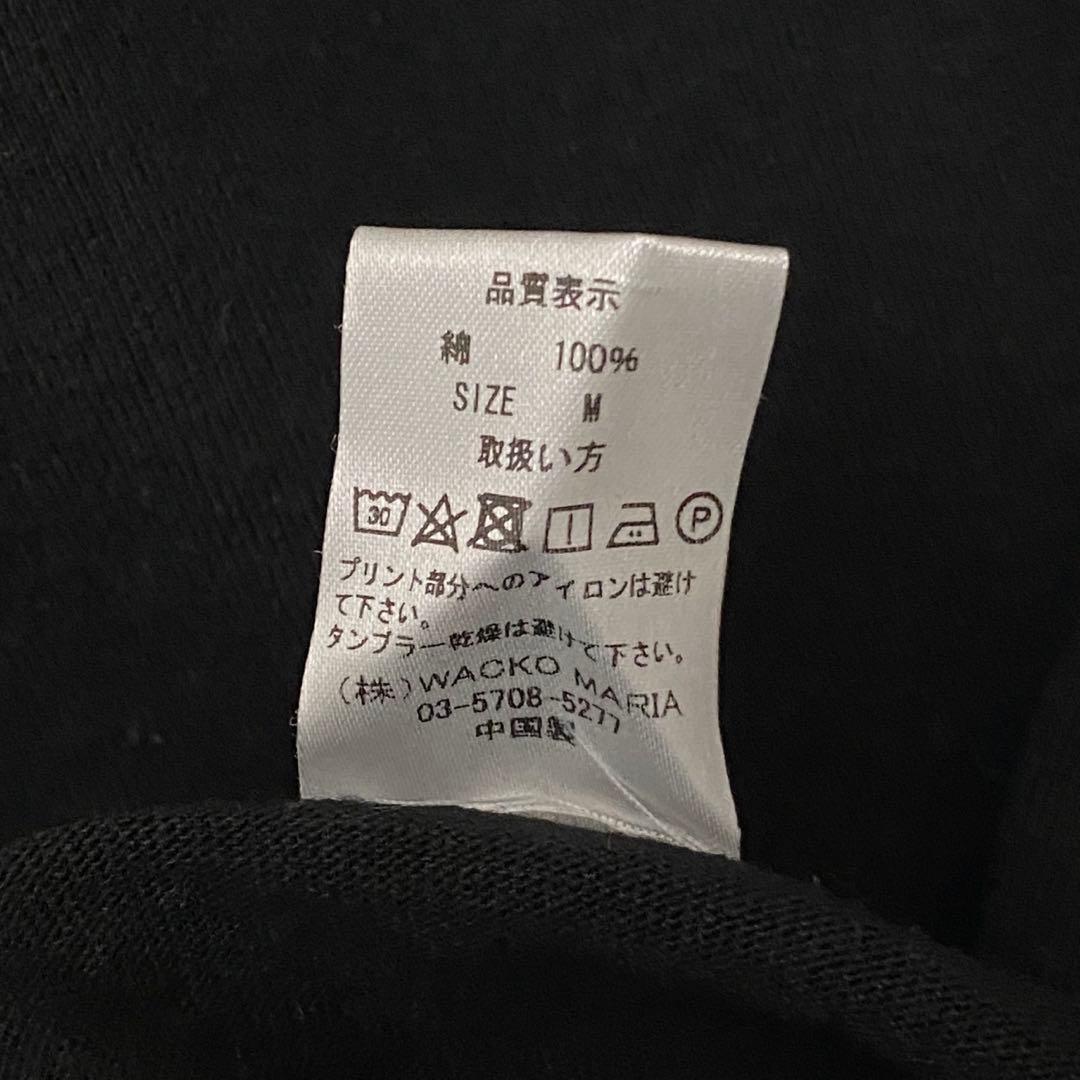 品質表示
綿 100%
SIZE M
取扱い方
30 P
プリント部分へのアイロンは避け
て下さい。
タンブラー乾燥は避けて下さい。
(株)WACKO MARIA
03-5708-5277
中国製